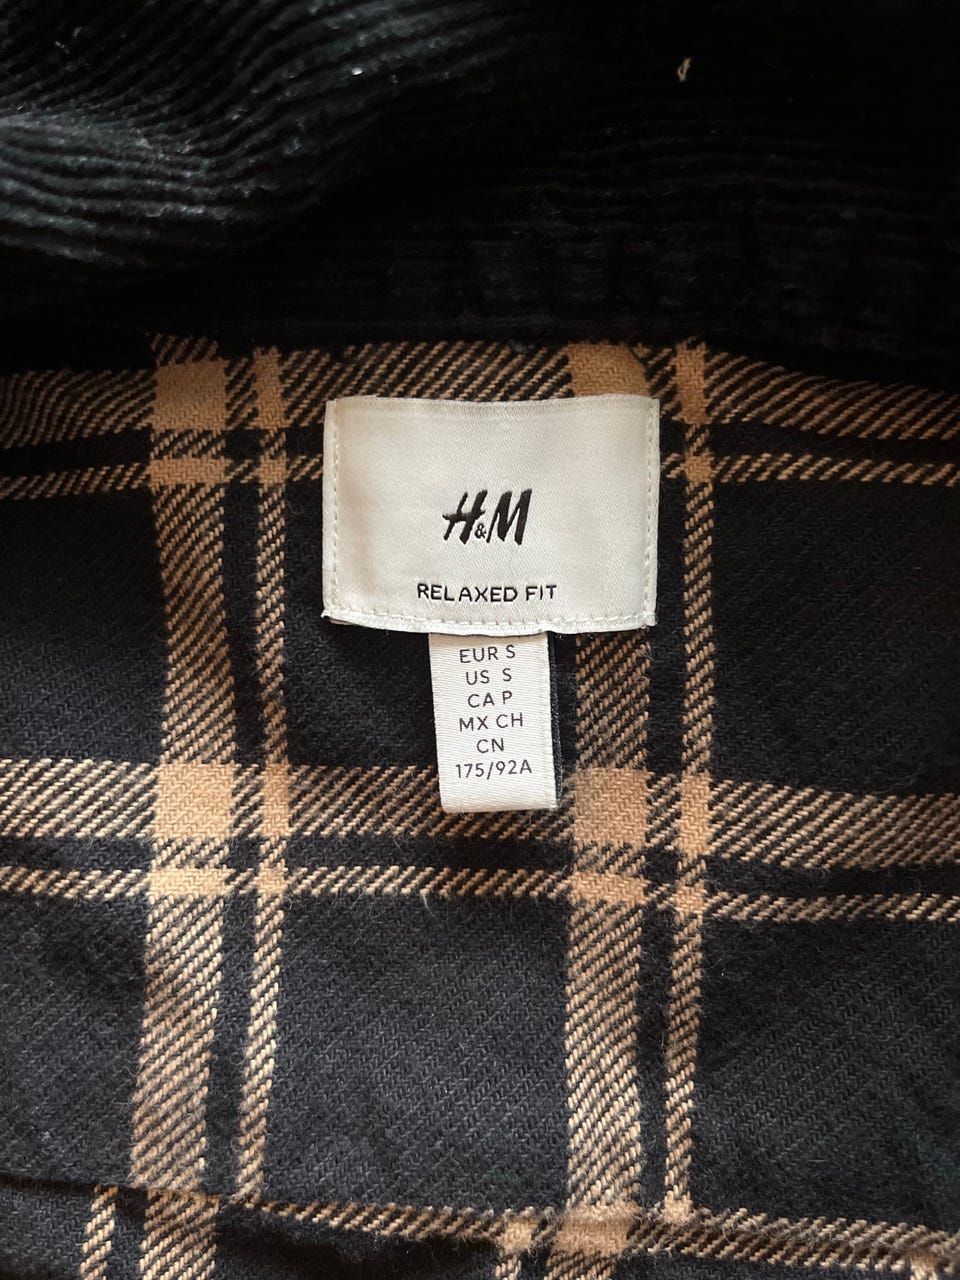 H&M
RELAXED FIT
EUR S
US S
CA P
MX CH
CN
175/92A